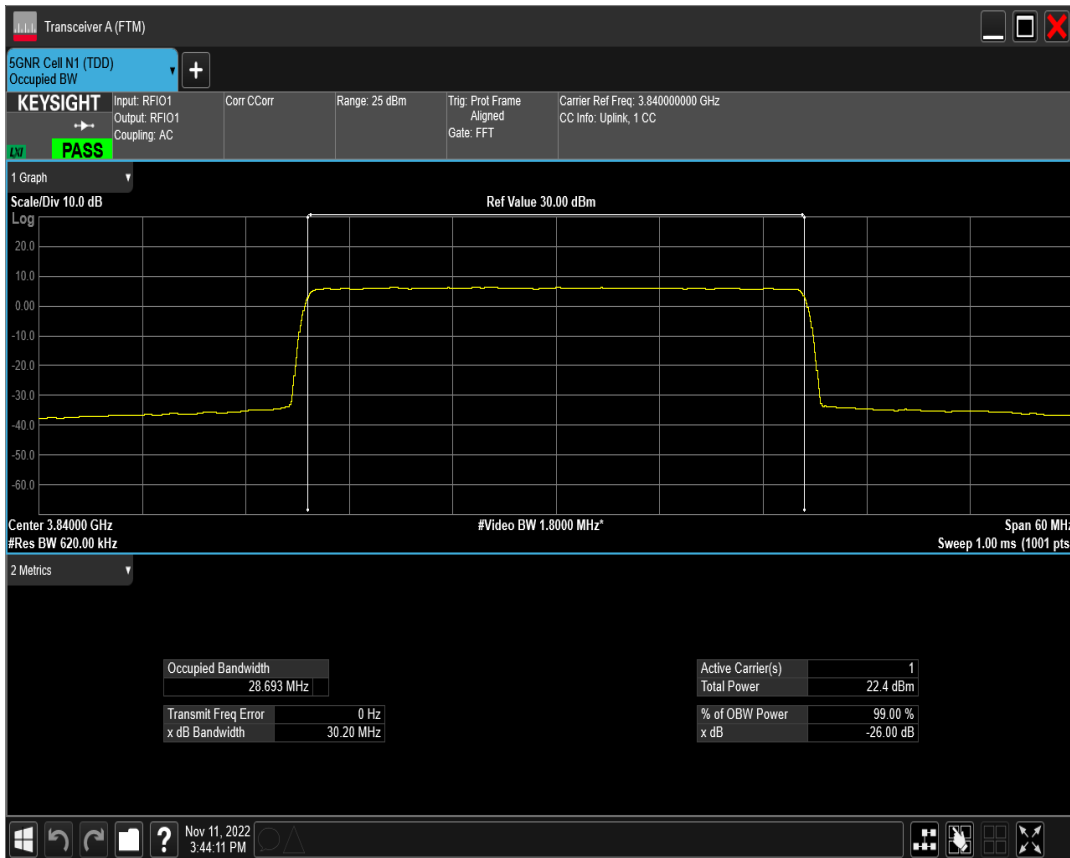 Transceiver A (FTM)
5GNR Cell N1 (TDD)
Occupied BW
+
KEYSIGHT
LXI
PASS
Input: RFIO1
Output: RFIO1
Coupling: AC
Corr CCorr
Range: 25 dBm
Trig: Prot Frame
Aligned
Gate: FFT
Carrier Ref Freq: 3.840000000 GHz
CC Info: Uplink, 1 CC
1 Graph
Scale/Div 10.0 dB
Ref Value 30.00 dBm
Log
20.0
10.0
0.00
-10.0
-20.0
-30.0
-40.0
-50.0
-60.0
Center 3.84000 GHz
#Video BW 1.8000 MHz*
Span 60 MHz
#Res BW 620.00 kHz
Sweep 1.00 ms (1001 pts
2 Metrics
Occupied Bandwidth
28.693 MHz
Transmit Freq Error 0 Hz
x dB Bandwidth 30.20 MHz
Active Carrier(s) 1
Total Power 22.4 dBm
% of OBW Power 99.00 %
x dB -26.00 dB
?
Nov 11, 2022
3:44:11 PM